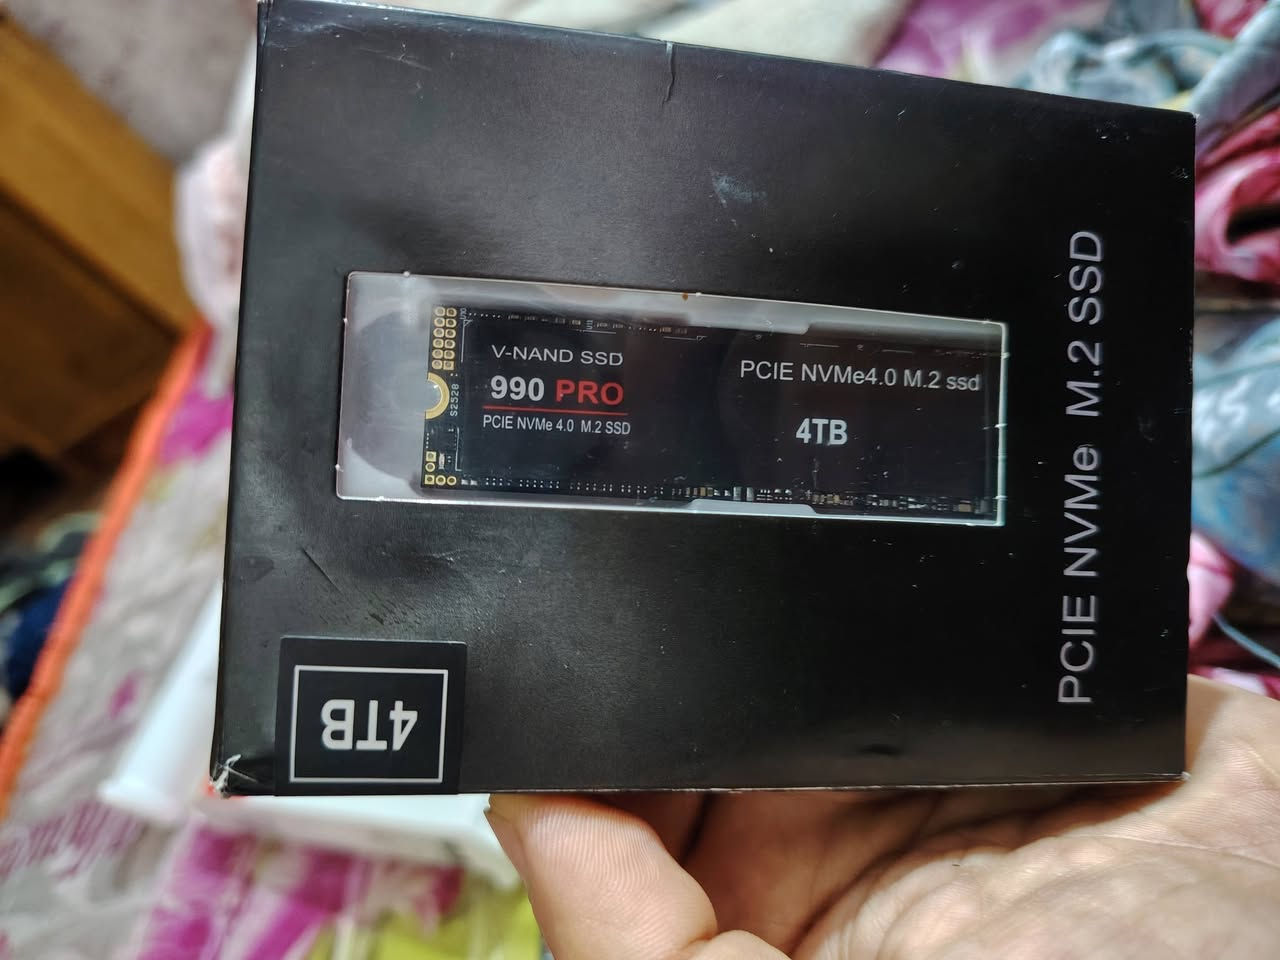 V-NAND SSD
990 PRO
PCIE NVMe 4.0 M.2 SSD
PCIE NVMe4.0 M.2 ssd
4TB
S2528
PCIE NVMe M.2 SSD
4TB